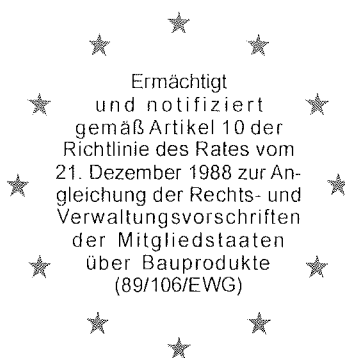 Ermächtigt
und notifiziert
gemäß Artikel 10 der
Richtlinie des Rates vom
21. Dezember 1988 zur An-
gleichung der Rechts- und
Verwaltungsvorschriften
der Mitgliedstaaten
über Bauprodukte
(89/106/EWG)